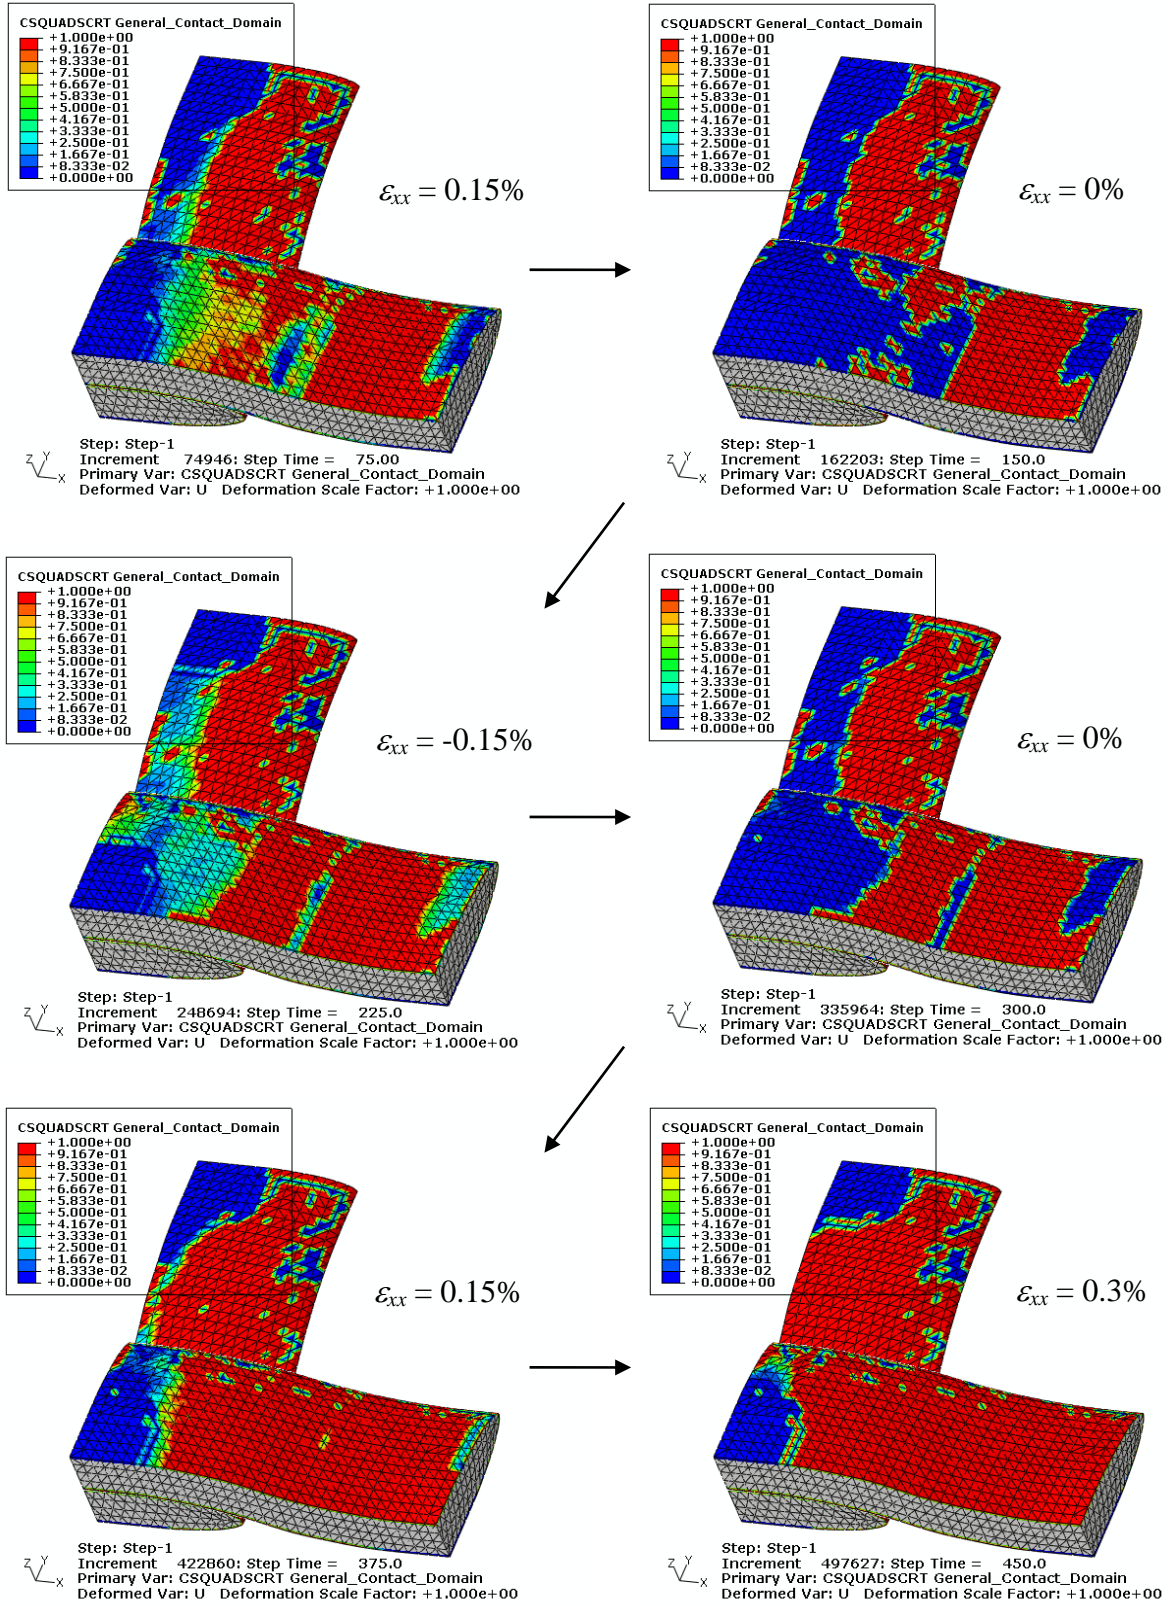 CSQUADSCRT General_Contact_Domain
+1.000e+00
+9.167e-01
+8.333e-01
+7.500e-01
+6.667e-01
+5.833e-01
+5.000e-01
+4.167e-01
+3.333e-01
+2.500e-01
+1.667e-01
+8.333e-02
+0.000e+00
εxx = 0.15%
Z Y X
Step: Step-1
Increment 74946: Step Time = 75.00
Primary Var: CSQUADSCRT General_Contact_Domain
Deformed Var: U Deformation Scale Factor: +1.000e+00
CSQUADSCRT General_Contact_Domain
+1.000e+00
+9.167e-01
+8.333e-01
+7.500e-01
+6.667e-01
+5.833e-01
+5.000e-01
+4.167e-01
+3.333e-01
+2.500e-01
+1.667e-01
+8.333e-02
+0.000e+00
εxx = 0%
Z Y X
Step: Step-1
Increment 162203: Step Time = 150.0
Primary Var: CSQUADSCRT General_Contact_Domain
Deformed Var: U Deformation Scale Factor: +1.000e+00
CSQUADSCRT General_Contact_Domain
+1.000e+00
+9.167e-01
+8.333e-01
+7.500e-01
+6.667e-01
+5.833e-01
+5.000e-01
+4.167e-01
+3.333e-01
+2.500e-01
+1.667e-01
+8.333e-02
+0.000e+00
εxx = -0.15%
Z Y X
Step: Step-1
Increment 248694: Step Time = 225.0
Primary Var: CSQUADSCRT General_Contact_Domain
Deformed Var: U Deformation Scale Factor: +1.000e+00
CSQUADSCRT General_Contact_Domain
+1.000e+00
+9.167e-01
+8.333e-01
+7.500e-01
+6.667e-01
+5.833e-01
+5.000e-01
+4.167e-01
+3.333e-01
+2.500e-01
+1.667e-01
+8.333e-02
+0.000e+00
εxx = 0%
Z Y X
Step: Step-1
Increment 335964: Step Time = 300.0
Primary Var: CSQUADSCRT General_Contact_Domain
Deformed Var: U Deformation Scale Factor: +1.000e+00
CSQUADSCRT General_Contact_Domain
+1.000e+00
+9.167e-01
+8.333e-01
+7.500e-01
+6.667e-01
+5.833e-01
+5.000e-01
+4.167e-01
+3.333e-01
+2.500e-01
+1.667e-01
+8.333e-02
+0.000e+00
εxx = 0.15%
Z Y X
Step: Step-1
Increment 422860: Step Time = 375.0
Primary Var: CSQUADSCRT General_Contact_Domain
Deformed Var: U Deformation Scale Factor: +1.000e+00
CSQUADSCRT General_Contact_Domain
+1.000e+00
+9.167e-01
+8.333e-01
+7.500e-01
+6.667e-01
+5.833e-01
+5.000e-01
+4.167e-01
+3.333e-01
+2.500e-01
+1.667e-01
+8.333e-02
+0.000e+00
εxx = 0.3%
Z Y X
Step: Step-1
Increment 497627: Step Time = 450.0
Primary Var: CSQUADSCRT General_Contact_Domain
Deformed Var: U Deformation Scale Factor: +1.000e+00